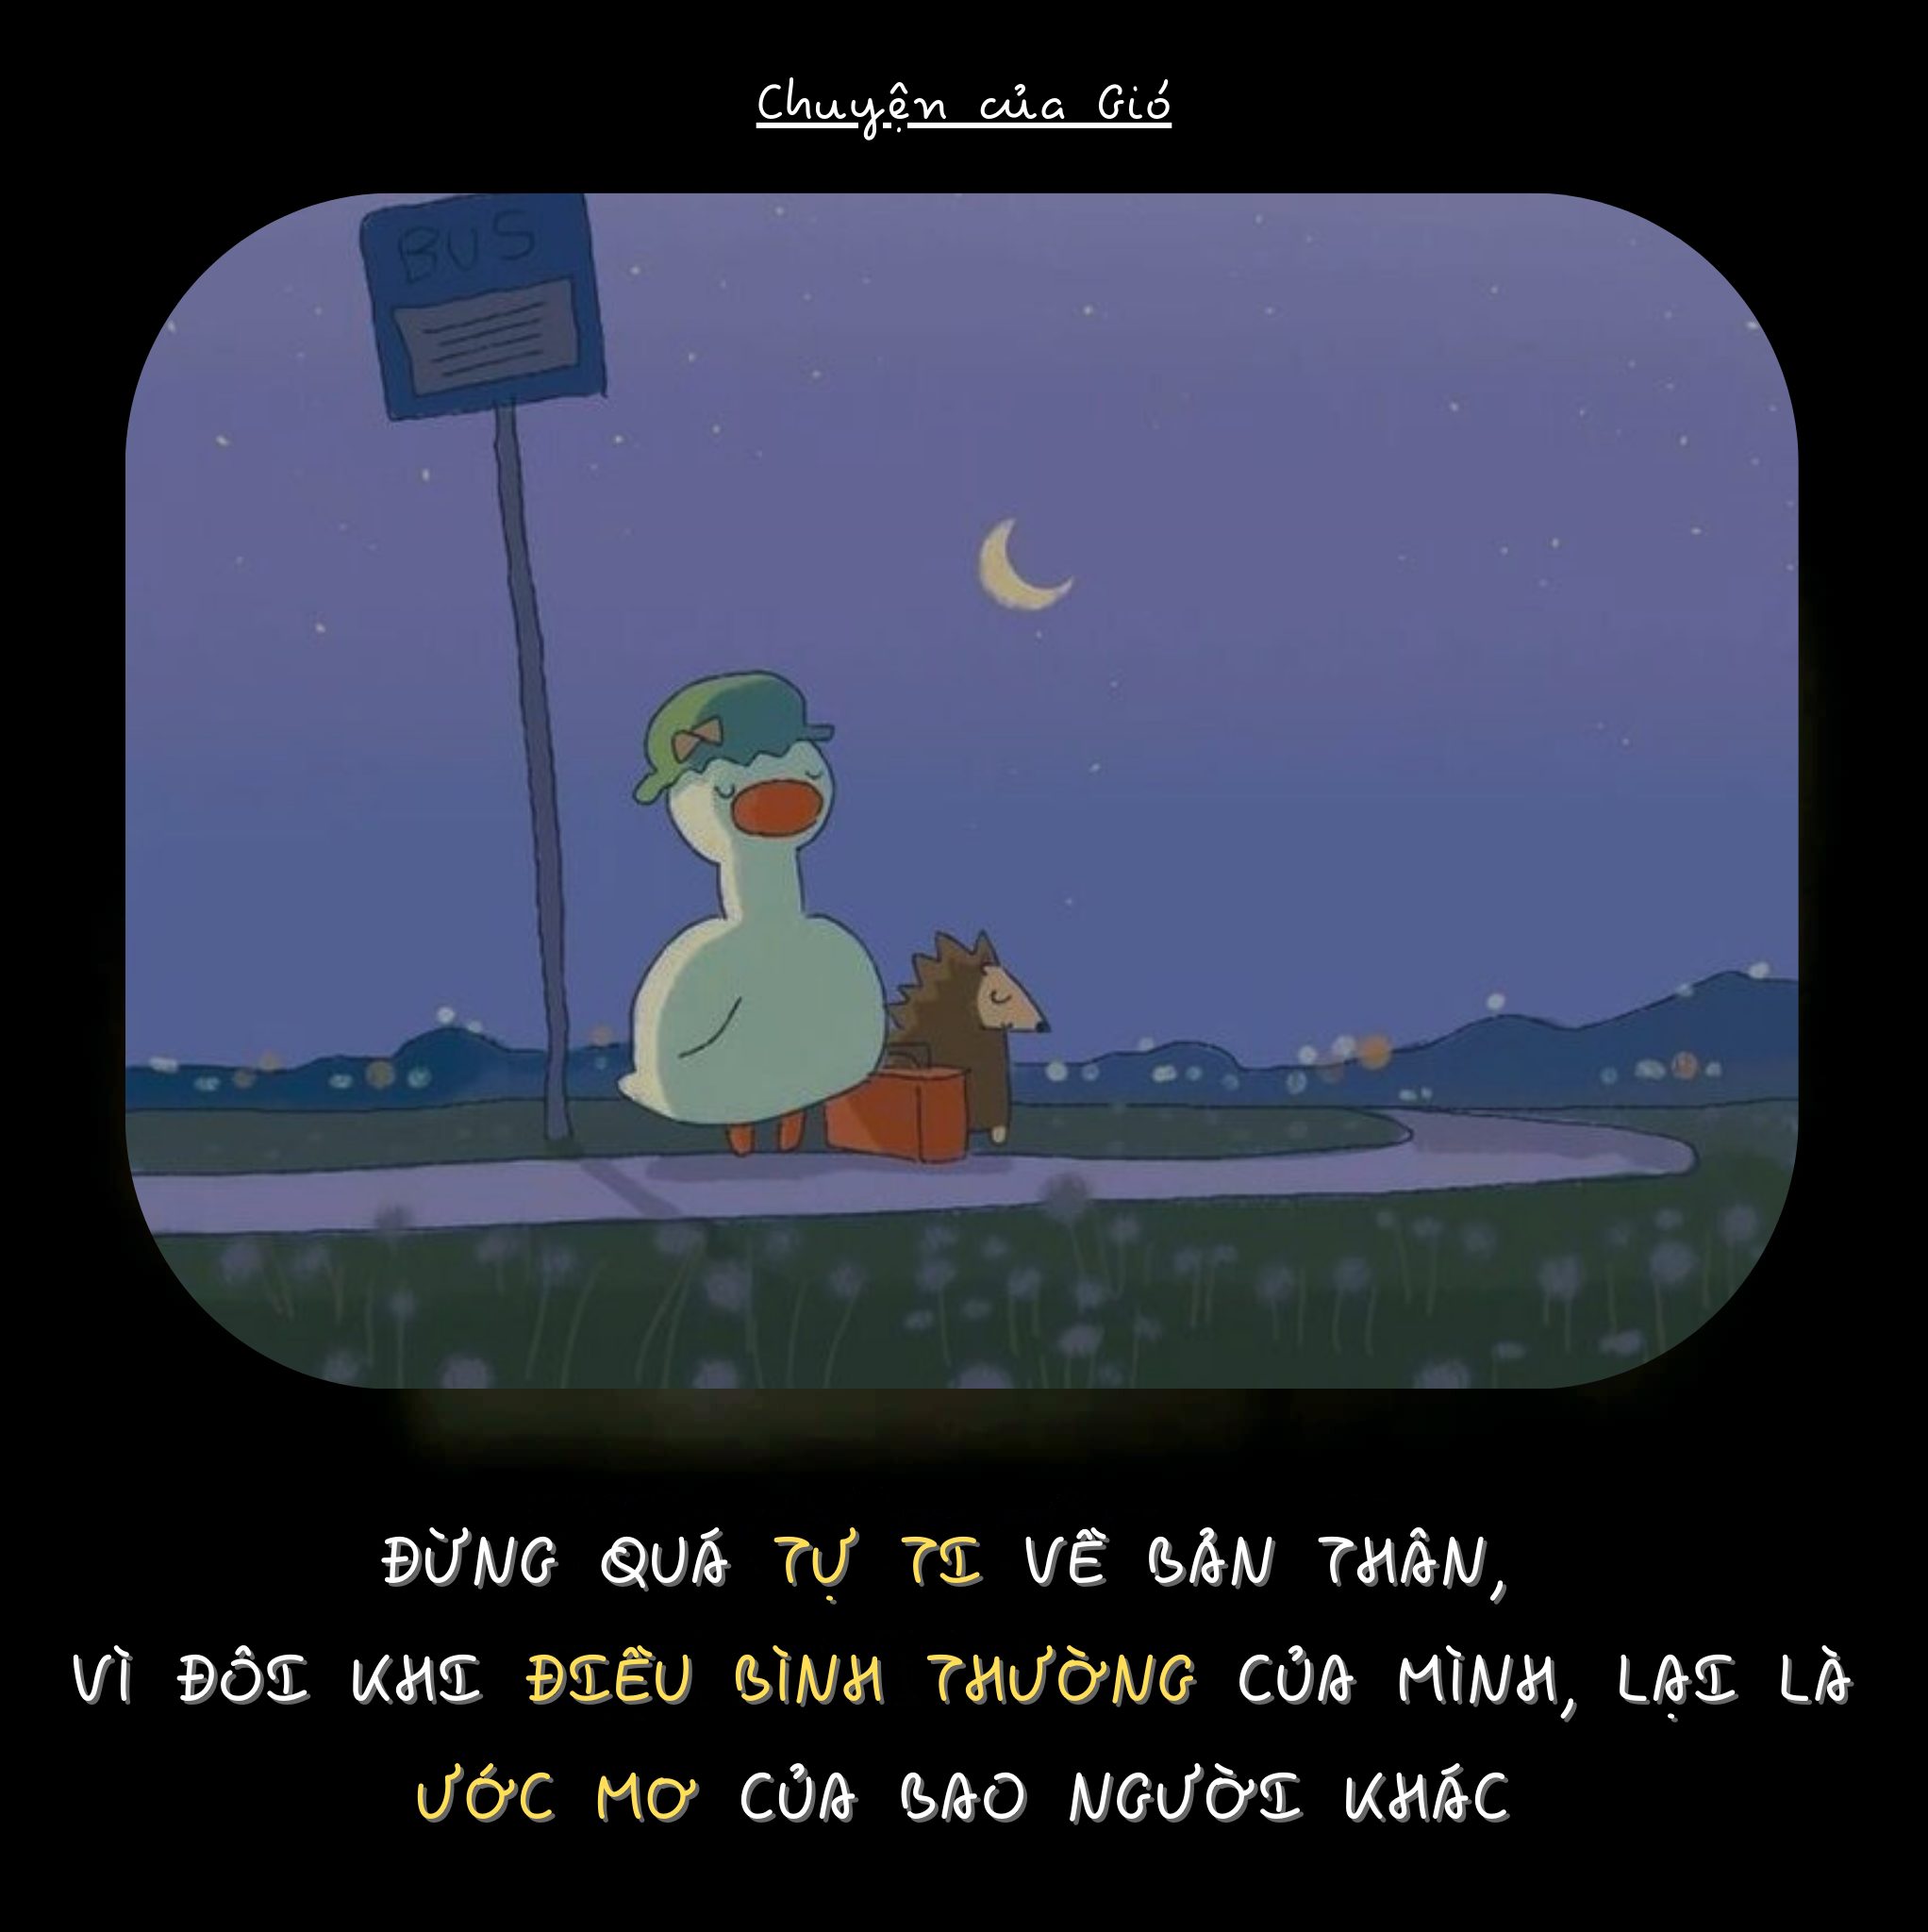 Chuyện của Gió
BUS
ĐỪNG QUÁ TỰ TI VỀ BẢN THÂN,
VÌ ĐÔI KHI ĐIỀU BÌNH THƯỜNG CỦA MÌNH, LẠI LÀ
ƯỚC MƠ CỦA BAO NGƯỜI KHÁC